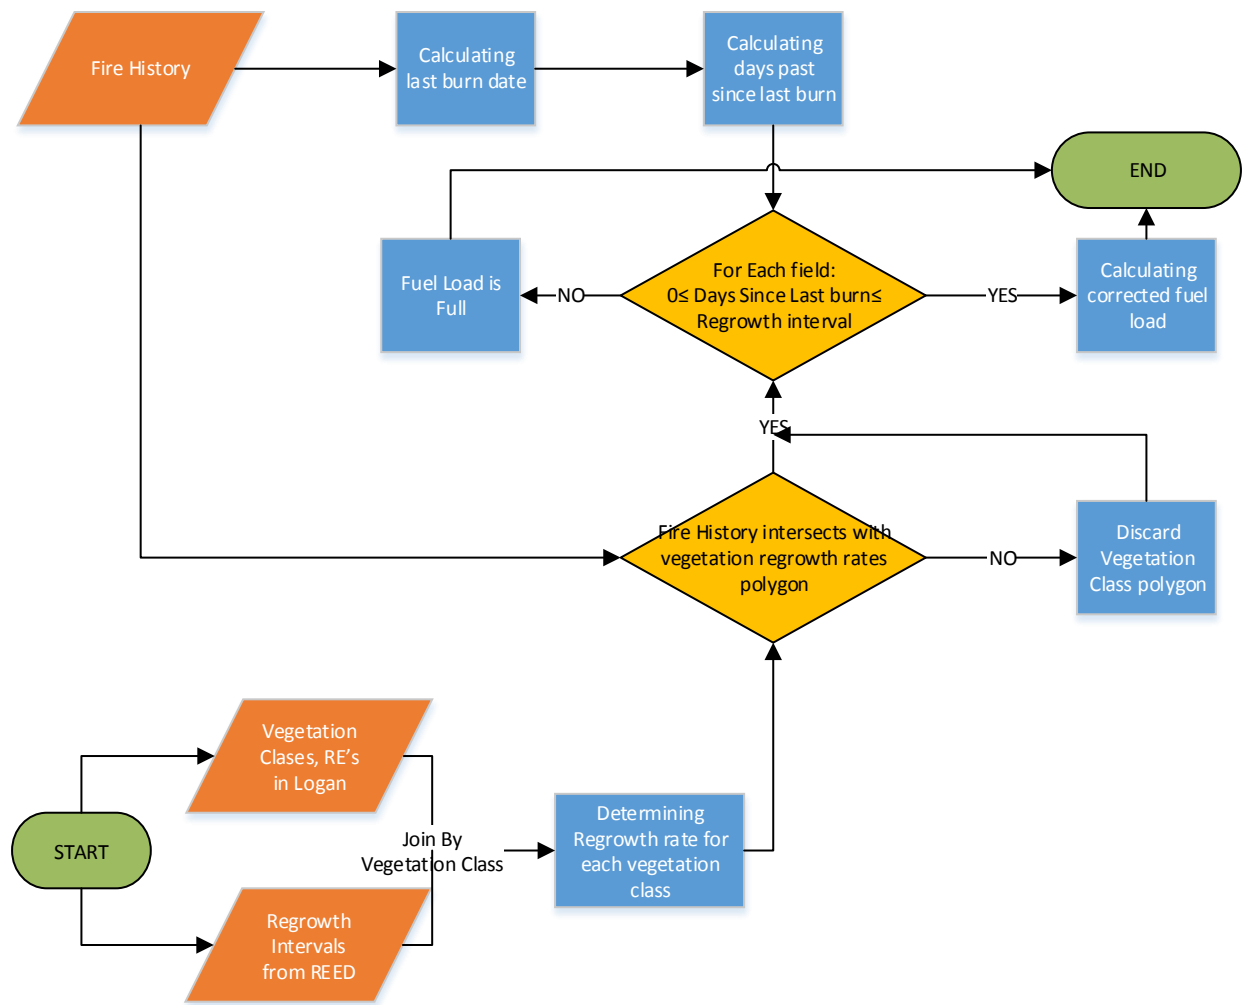 Fire History
Calculating
last burn date
Calculating
days past
since last burn
END
Fuel Load is
Full
NO
For Each field:
0≤ Days Since Last burn≤
Regrowth interval
YES
Calculating
corrected fuel
load
YES
Fire History intersects with
vegetation regrowth rates
polygon
NO
Discard
Vegetation
Class polygon
Vegetation
Clases, RE’s
in Logan
START
Join By
Vegetation Class
Determining
Regrowth rate for
each vegetation
class
Regrowth
Intervals
from REED